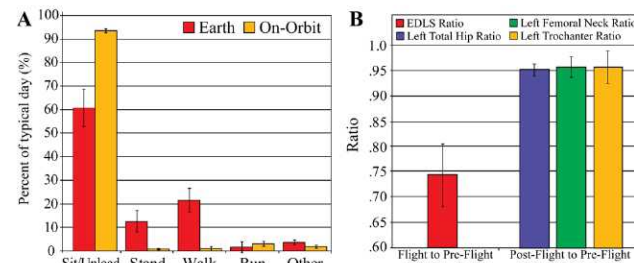 A
Earth
On-Orbit
Percent of typical day (%)
100
90
80
70
60
50
40
30
20
10
0
Sit/Unload
Stand
Walk
Run
Other
B
EDLS Ratio
Left Femoral Neck Ratio
Left Total Hip Ratio
Left Trochanter Ratio
Ratio
1.0
.95
.90
.85
.80
.75
.70
.65
.60
Flight to Pre-Flight
Post-Flight to Pre-Flight